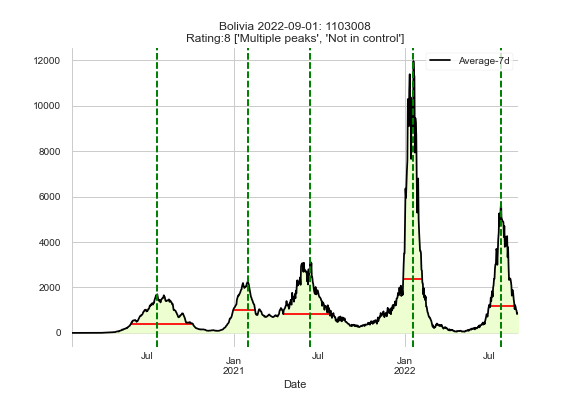 Bolivia 2022-09-01: 1103008
Rating:8 ['Multiple peaks', 'Not in control']
Average-7d
12000
10000
8000
6000
4000
2000
0
Jul
Jan
2021
Jul
Jan
2022
Jul
Date